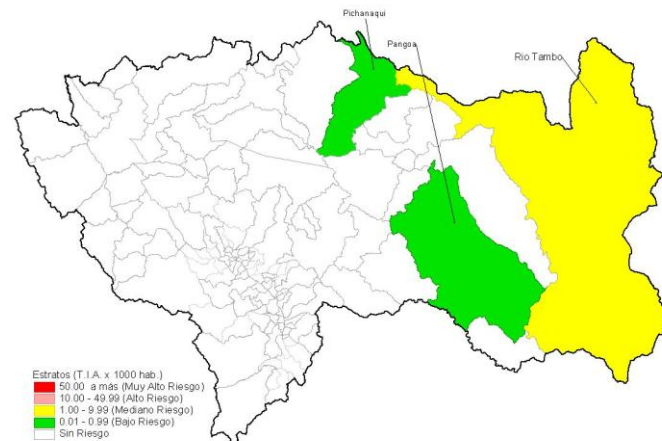 Pichanaqui
Pangoa
Rio Tambo
Estratos (T.I.A. x 1000 hab.)
50.00 a más (Muy Alto Riesgo)
10.00 - 49.99 (Alto Riesgo)
1.00 - 9.99 (Mediano Riesgo)
0.01 - 0.99 (Bajo Riesgo)
Sin Riesgo